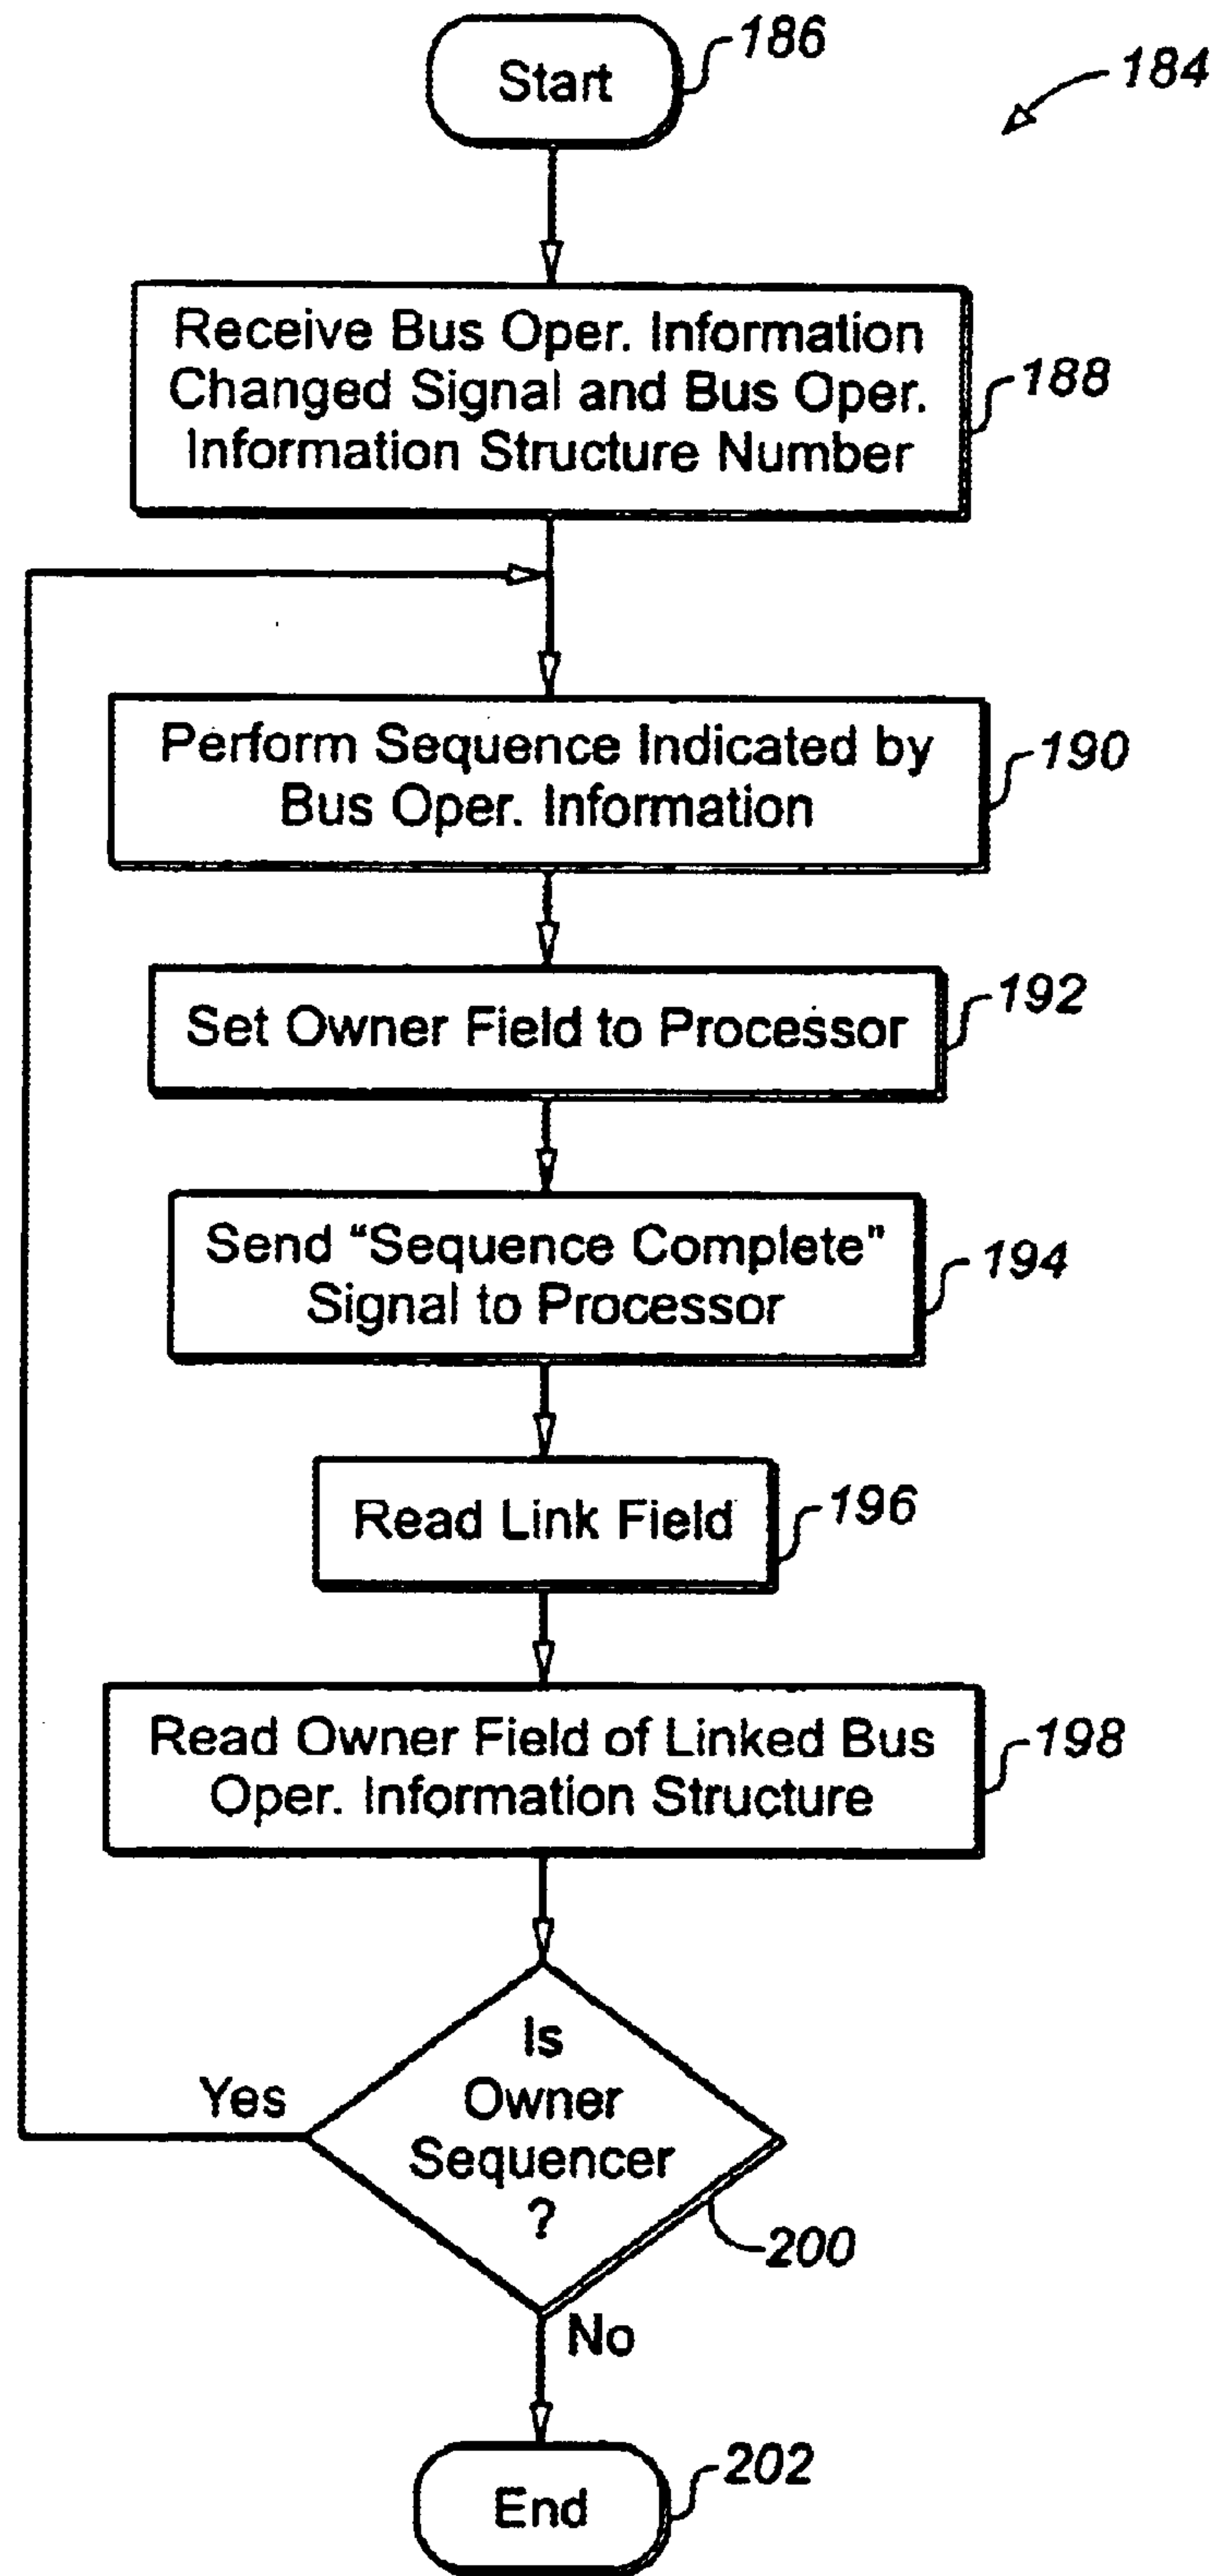 Start
186
184
Receive Bus Oper. Information
Changed Signal and Bus Oper.
Information Structure Number
188
Perform Sequence Indicated by
Bus Oper. Information
190
Set Owner Field to Processor
192
Send “Sequence Complete”
Signal to Processor
194
Read Link Field
196
Read Owner Field of Linked Bus
Oper. Information Structure
198
Is
Owner
Sequencer
?
Yes
200
No
End
202